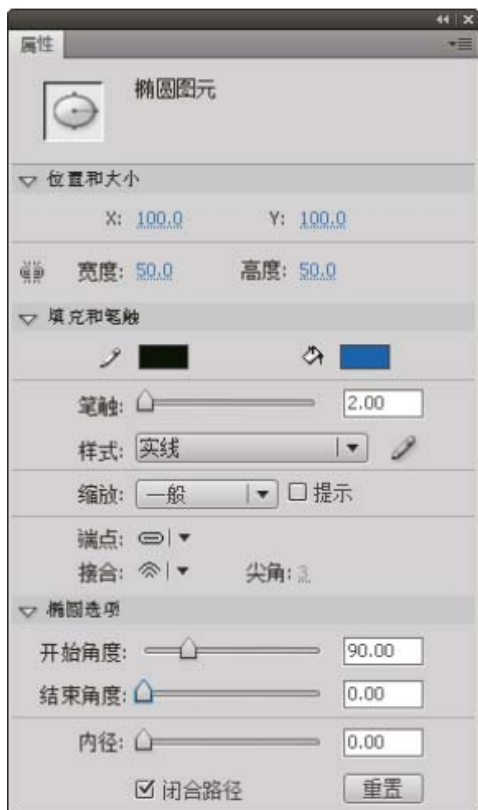 属性
椭圆图元
位置和大小
X: 100.0 Y: 100.0
宽度: 50.0 高度: 50.0
填充和笔触
笔触: 2.00
样式: 实线
缩放: 一般 提示
端点:
接合: 尖角: 3
椭圆选项
开始角度: 90.00
结束角度: 0.00
内径: 0.00
闭合路径 重置